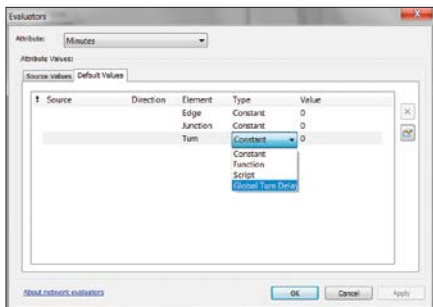 Evaluators
Attribute: Minutes
Attribute Values:
Source Values Default Values
! Source Direction Element Type Value
Edge Constant 0
Junction Constant 0
Turn Constant 0
Constant
Function
Script
Global Turn Delay
About network evaluators
OK Cancel Apply